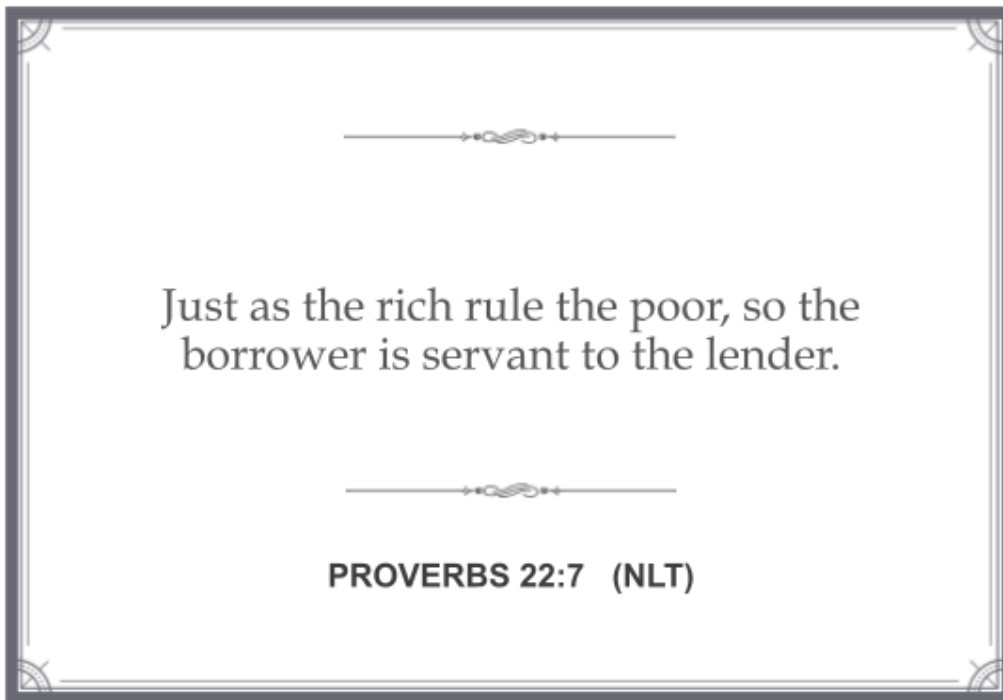 Just as the rich rule the poor, so the
borrower is servant to the lender.
PROVERBS 22:7 (NLT)